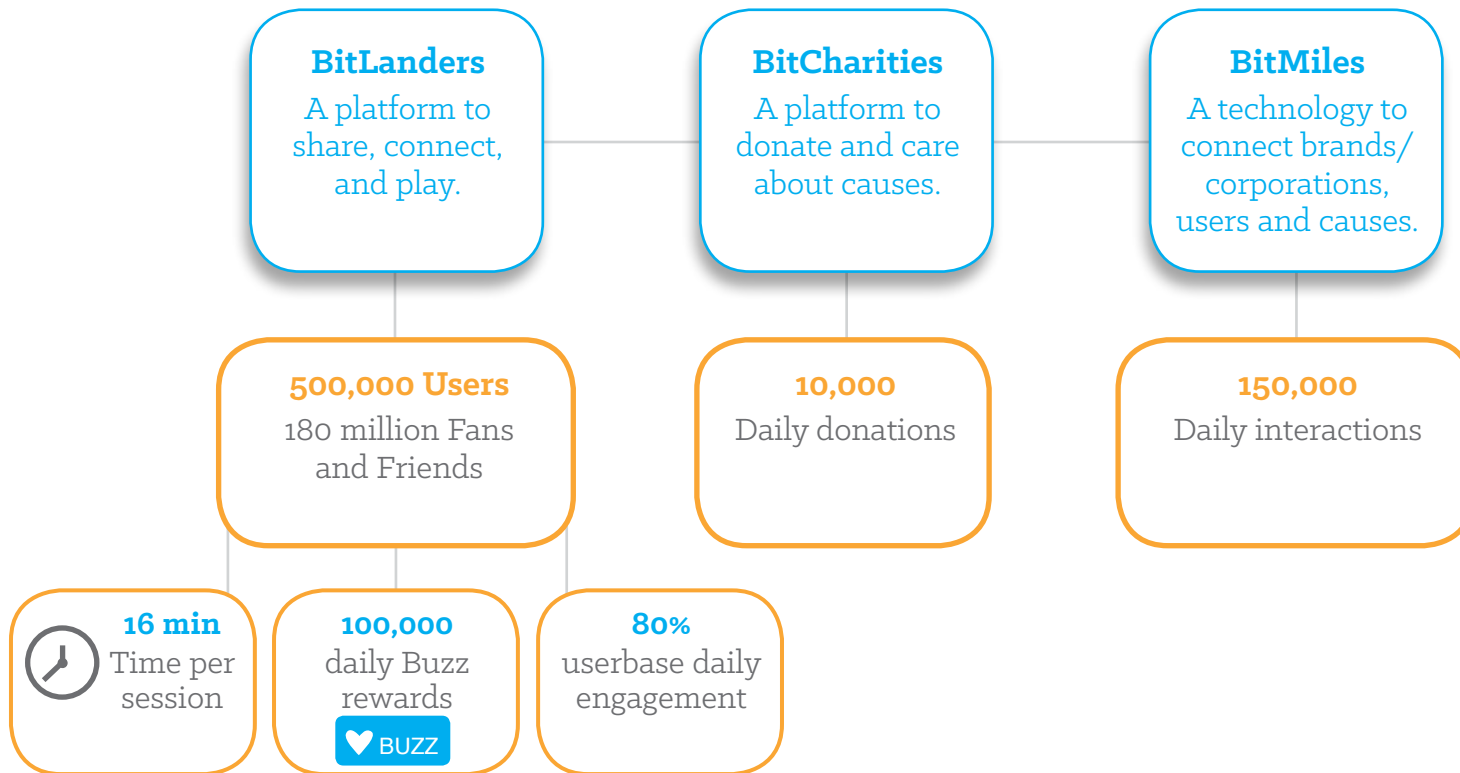 BitLanders
A platform to
share, connect,
and play.
BitCharities
A platform to
donate and care
about causes.
BitMiles
A technology to
connect brands/
corporations,
users and causes.
500,000 Users
180 million Fans
and Friends
10,000
Daily donations
150,000
Daily interactions
16 min
Time per
session
100,000
daily Buzz
rewards
BUZZ
80%
userbase daily
engagement